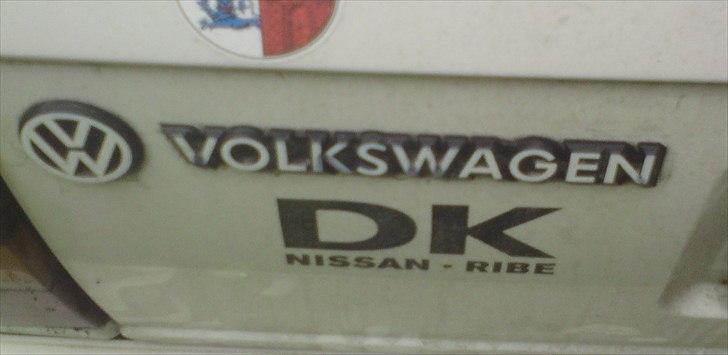 VW VOLKSWAGEN
DK
NISSAN - RIBE